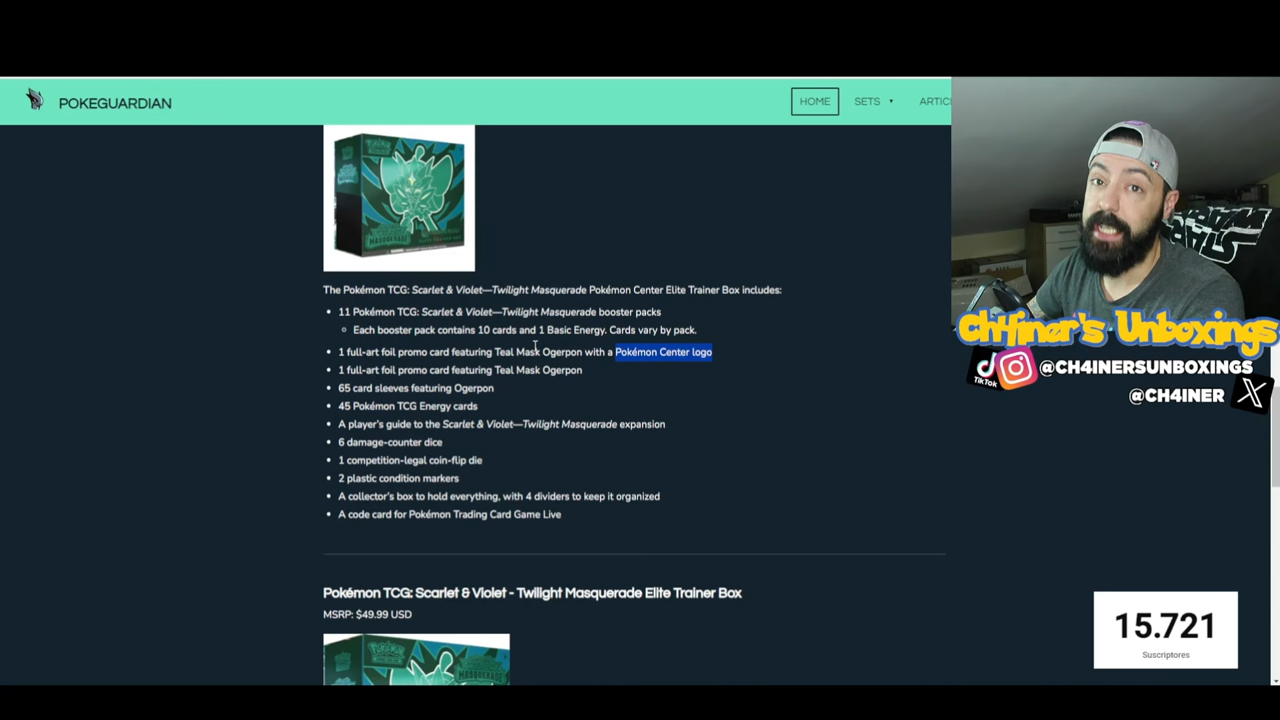 POKEGUARDIAN
HOME
SETS
ARTIC
The Pokémon TCG: Scarlet & Violet—Twilight Masquerade Pokémon Center Elite Trainer Box includes:
11 Pokémon TCG: Scarlet & Violet—Twilight Masquerade booster packs
Each booster pack contains 10 cards and 1 Basic Energy. Cards vary by pack.
1 full-art foil promo card featuring Teal Mask Ogerpon with a Pokémon Center logo
1 full-art foil promo card featuring Teal Mask Ogerpon
65 card sleeves featuring Ogerpon
45 Pokémon TCG Energy cards
A player's guide to the Scarlet & Violet—Twilight Masquerade expansion
6 damage-counter dice
1 competition-legal coin-flip die
2 plastic condition markers
A collector's box to hold everything, with 4 dividers to keep it organized
A code card for Pokémon Trading Card Game Live
Pokémon TCG: Scarlet & Violet - Twilight Masquerade Elite Trainer Box
MSRP: $49.99 USD
Ch4iner's Unboxings
TikTok
@CH4INERSUNBOXINGS
@CH4INER
15.721
Suscriptores